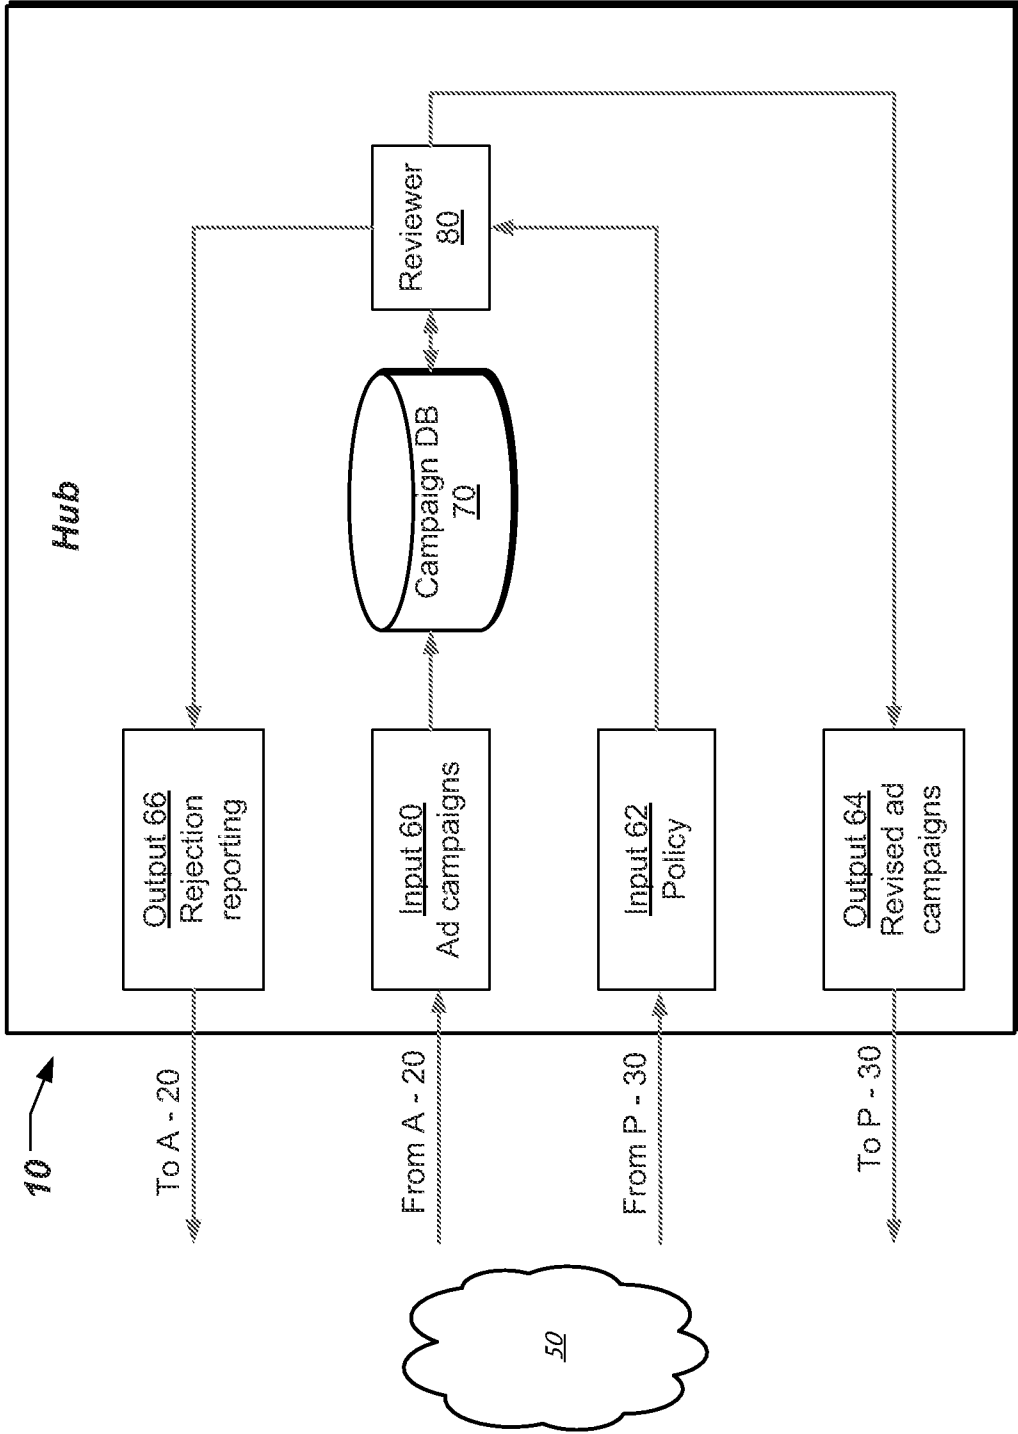 Hub
10
To A - 20
Output 66
Rejection
reporting
From A - 20
Input 60
Ad campaigns
Campaign DB
70
Reviewer
80
From P - 30
Input 62
Policy
To P - 30
Output 64
Revised ad
campaigns
50